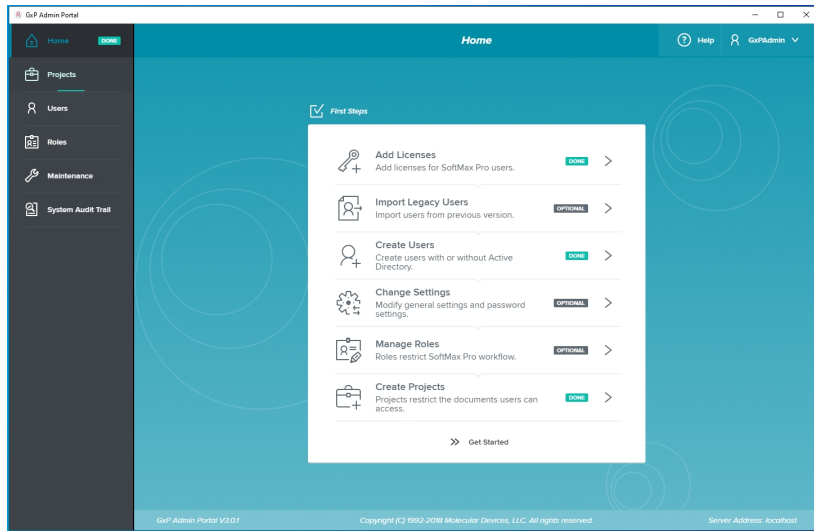 GxP Admin Portal
Home DONE
Home
Help
GxPAdmin
Projects
Users
Roles
Maintenance
System Audit Trail
First Steps
Add Licenses
Add licenses for SoftMax Pro users.
DONE
Import Legacy Users
Import users from previous version.
OPTIONAL
Create Users
Create users with or without Active
Directory.
DONE
Change Settings
Modify general settings and password
settings.
OPTIONAL
Manage Roles
Roles restrict SoftMax Pro workflow.
OPTIONAL
Create Projects
Projects restrict the documents users can
access.
DONE
Get Started
GxP Admin Portal V3.0.1
Copyright (C) 1992-2018 Molecular Devices, LLC. All rights reserved.
Server Address: localhost